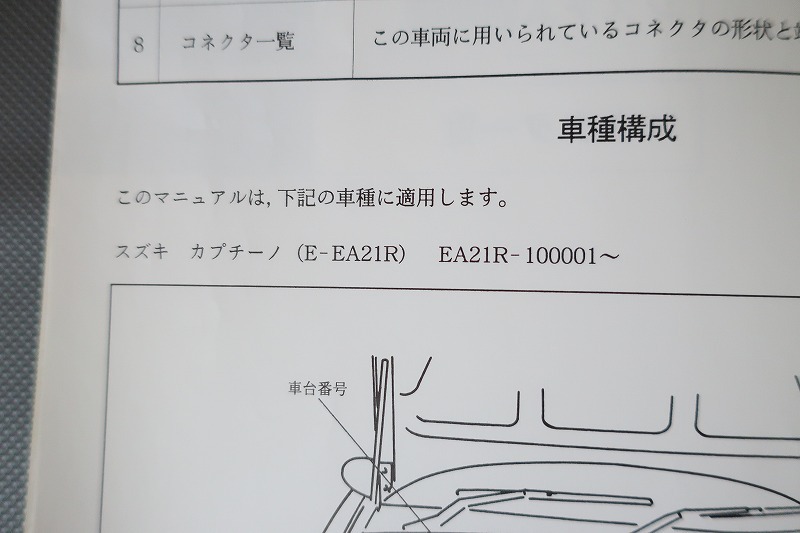 8 コネクタ一覧 この車両に用いられているコネクタの形状と
車種構成
このマニュアルは，下記の車種に適用します。
スズキ カプチーノ（E-EA21R） EA21R-100001～
車台番号